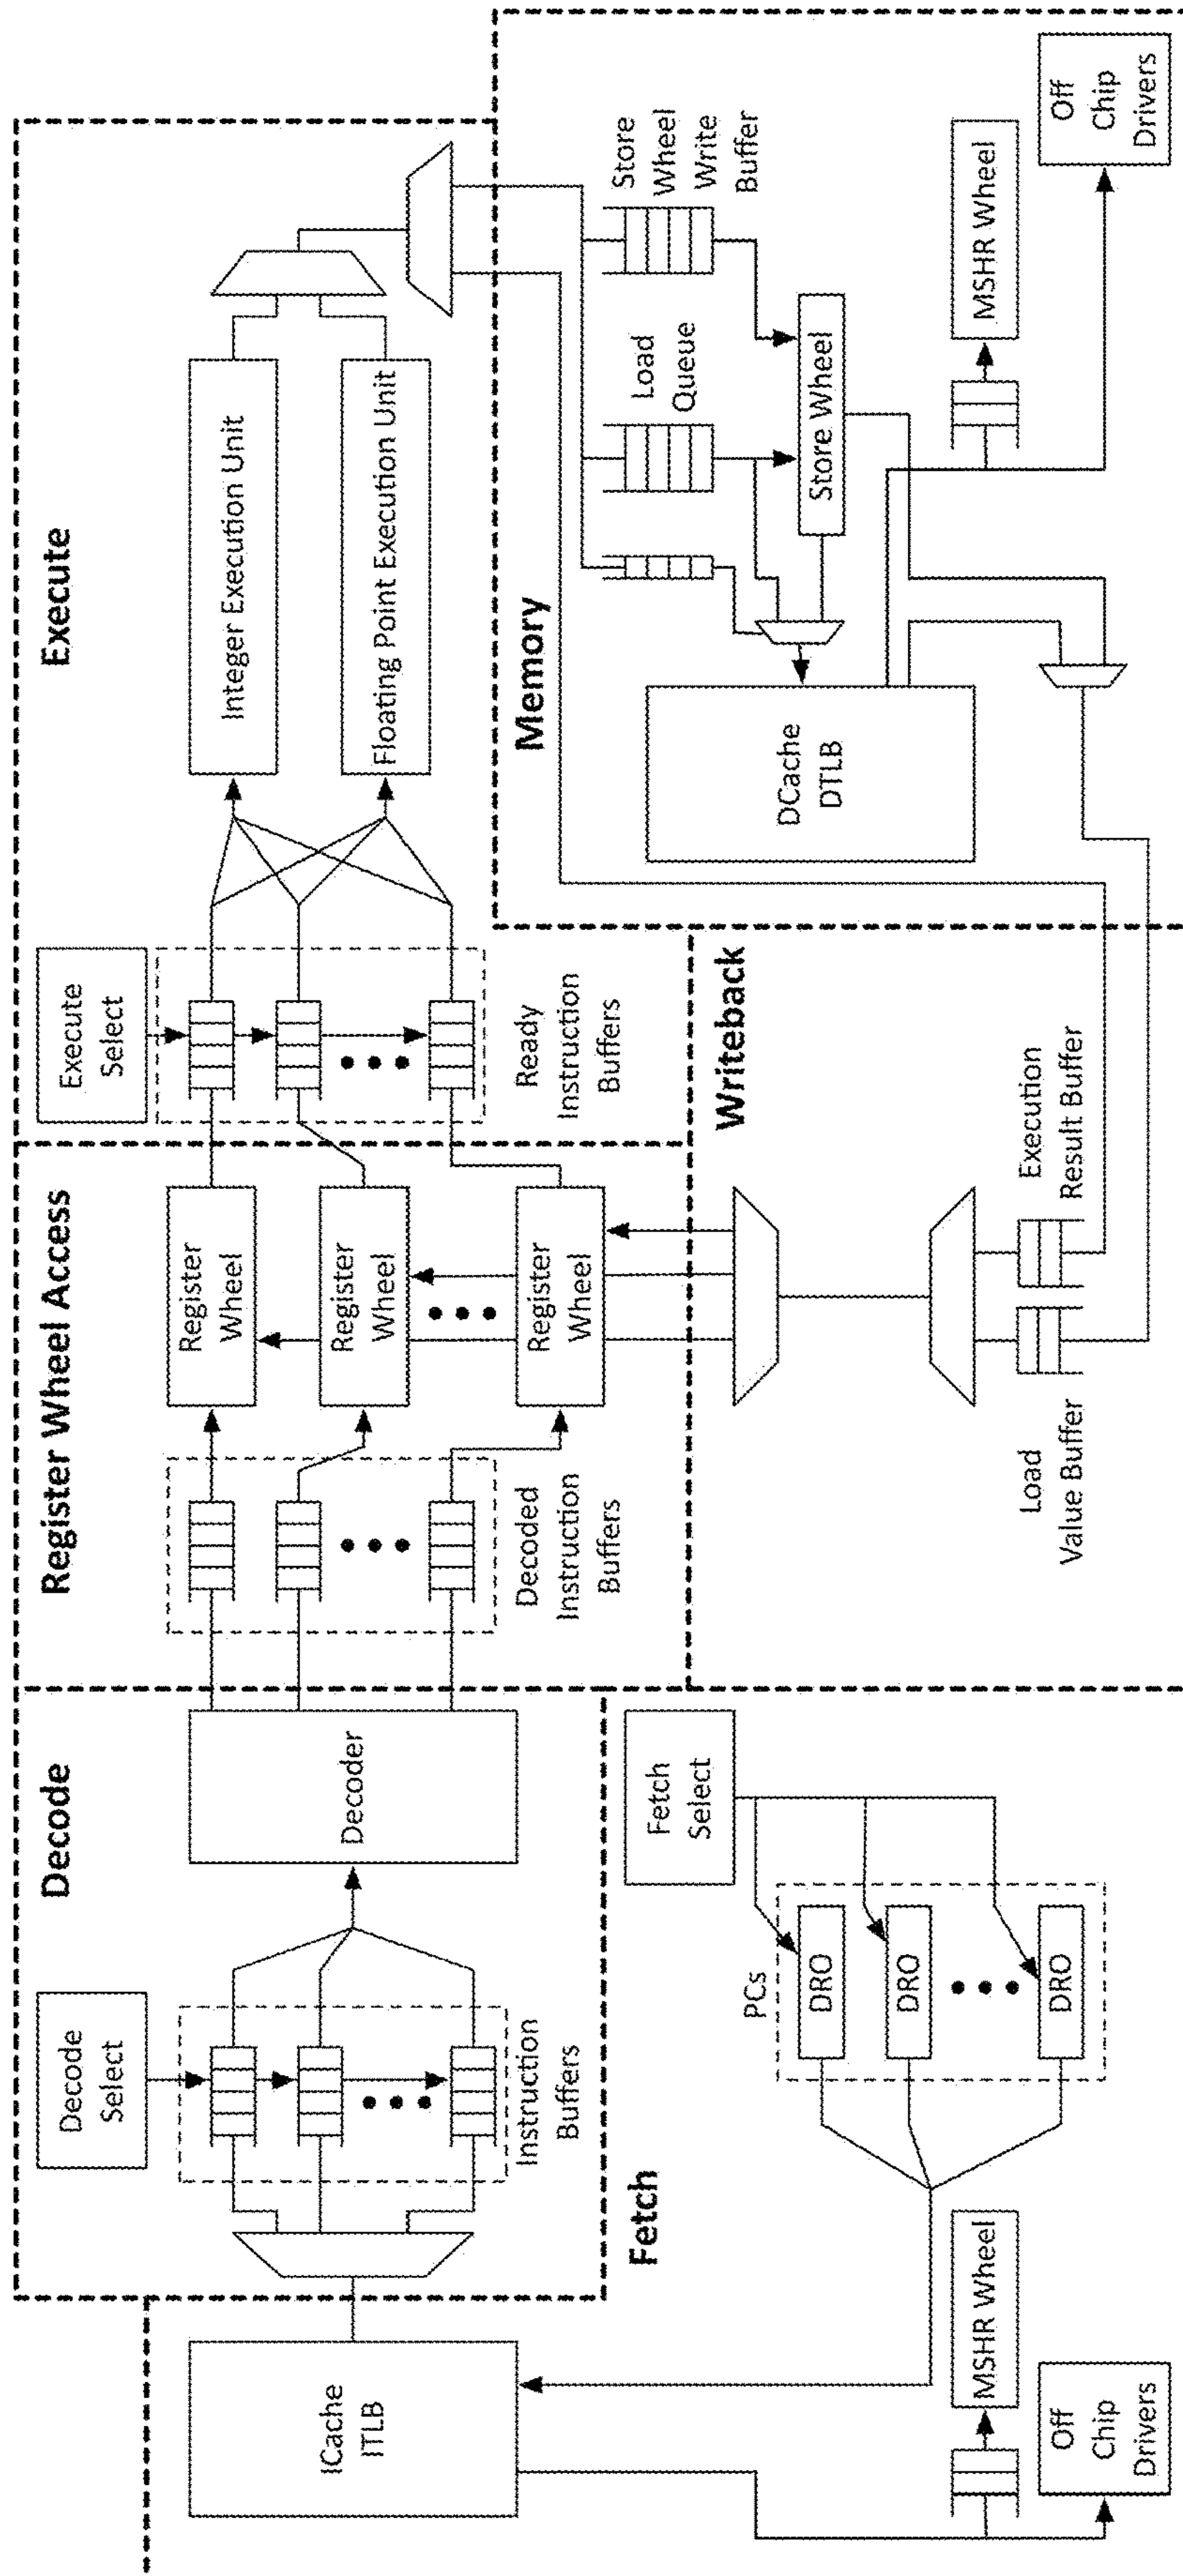 Decode
Decode
Select
Instruction
Buffers
Decoder
ICache
ITLB
Fetch
Fetch
Select
PCs
DRO
DRO
DRO
MSHR Wheel
Off
Chip
Drivers
Register Wheel Access
Decoded
Instruction
Buffers
Register
Wheel
Register
Wheel
Register
Wheel
Execute
Execute
Select
Ready
Instruction
Buffers
Integer Execution Unit
Floating Point Execution Unit
Writeback
Load
Value Buffer
Execution
Result Buffer
Memory
Load
Queue
Store
Wheel
Write
Buffer
Store Wheel
DCache
DTLB
MSHR Wheel
Off
Chip
Drivers